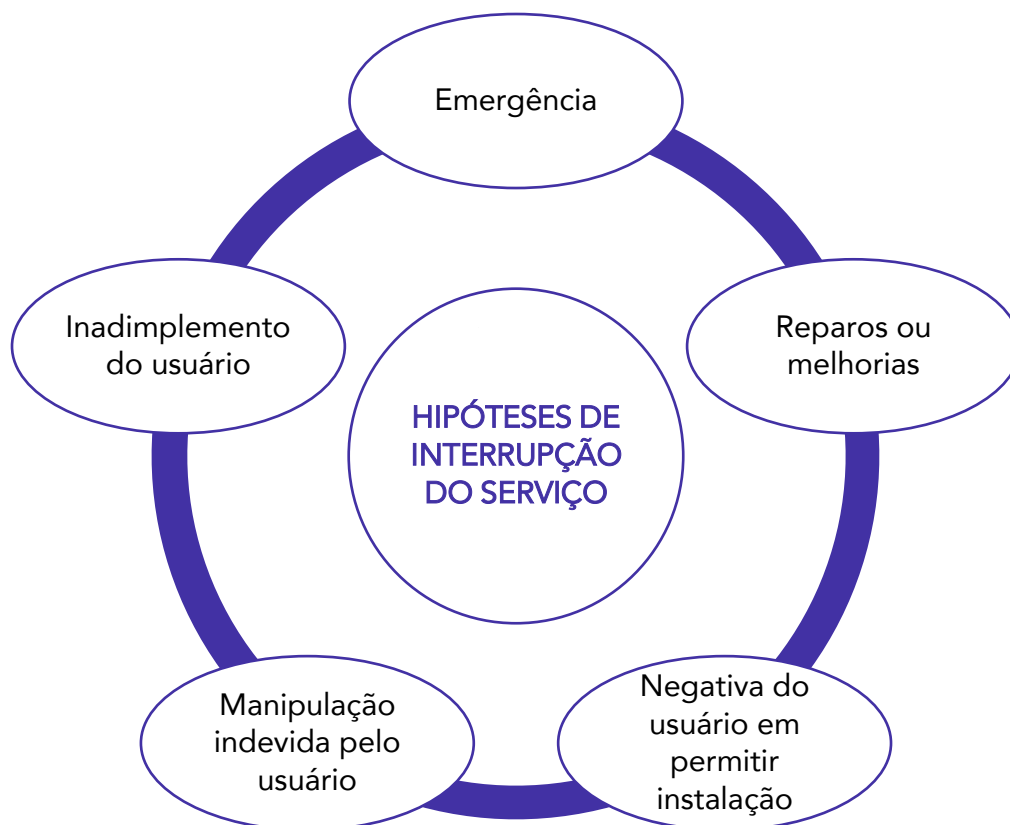 Emergência
Reparos ou
melhorias
Negativa do
usuário em
permitir
instalação
Manipulação
indevida pelo
usuário
Inadimplemento
do usuário
HIPÓTESES DE
INTERRUPÇÃO
DO SERVIÇO